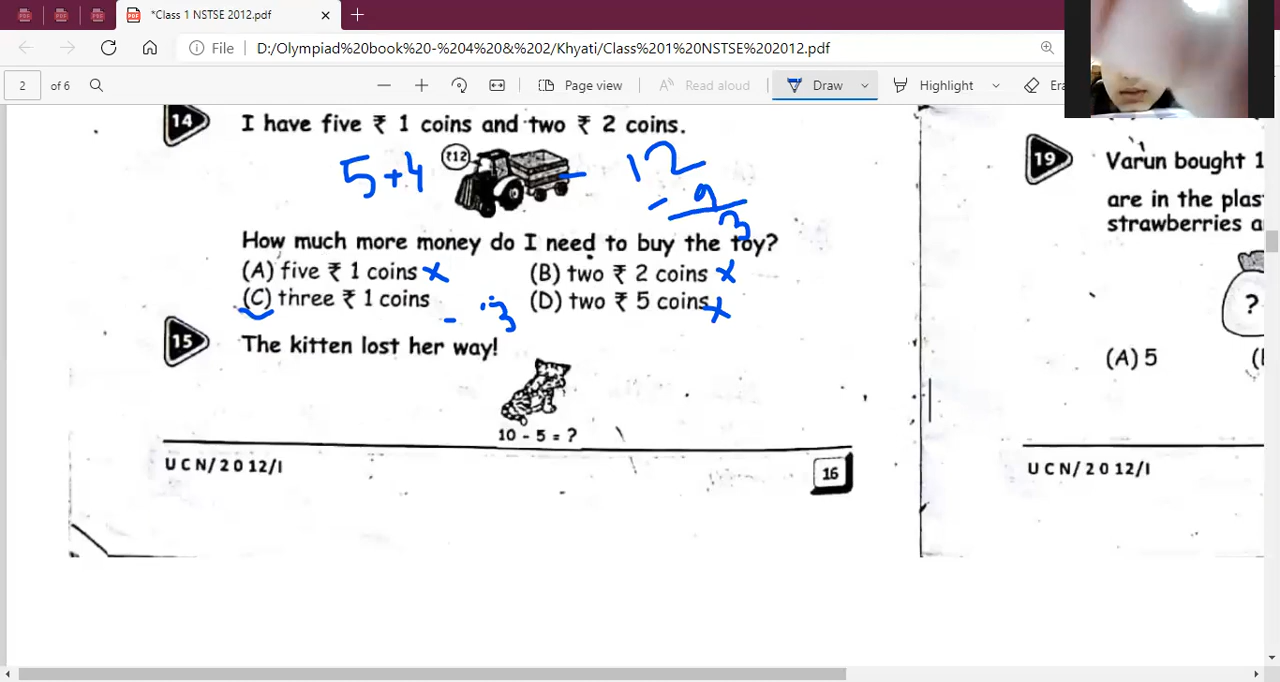 *Class 1 NSTSE 2012.pdf
File D:/Olympiad%20book%20-%204%20&%202/Khyati/Class%201%20NSTSE%202012.pdf
2 of 6 Page view Read aloud Draw Highlight
14 I have five ₹ 1 coins and two ₹ 2 coins.
₹12
5+4
12
- 9
3
How much more money do I need to buy the toy?
(A) five ₹ 1 coins x (B) two ₹ 2 coins x
(C) three ₹ 1 coins - 3 (D) two ₹ 5 coins x
15 The kitten lost her way!
10 - 5 = ?
UCN/2012/I 16
19 Varun bought 1
are in the plas
strawberries a
?
(A) 5
UCN/2012/I